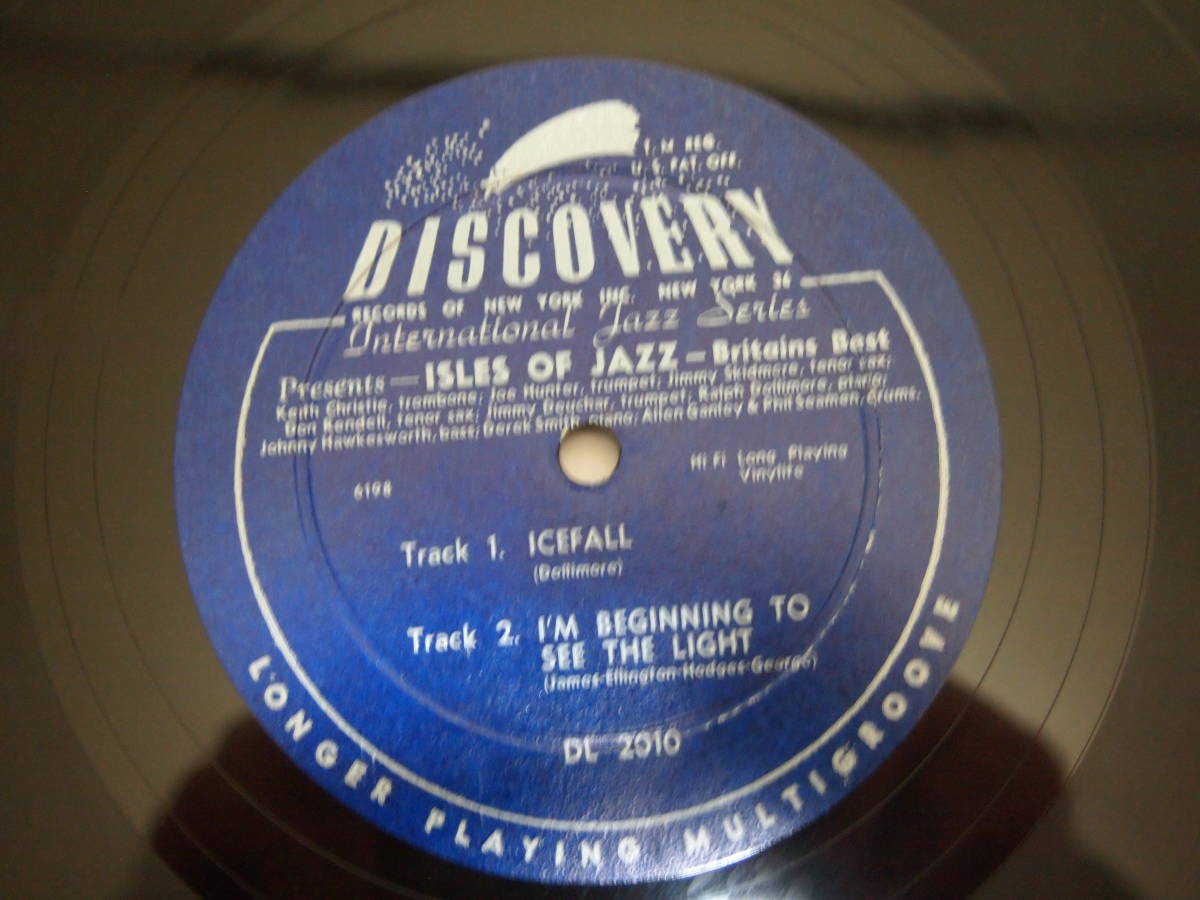 T. M REG.
U. S. PAT. OFF.
DISCOVERY
RECORDS OF NEW YORK INC. NEW YORK 36
International Jazz Series
Presents — ISLES OF JAZZ — Britains Best
Keith Christie, trombone; Joe Hunter, trumpet; Jimmy Skidmore, tenor sax;
Don Rendell, tenor sax; Jimmy Deuchar, trumpet; Ralph Dollimore, piano;
Johnny Hawkesworth, bass; Derek Smith, piano; Allen Ganley & Phil Seamen, drums.
6198
Hi Fi Long Playing
Vinylite
Track 1. ICEFALL
(Dollimore)
Track 2. I'M BEGINNING TO
SEE THE LIGHT
(James-Ellington-Hodges-George)
DL 2010
LONGER PLAYING MULTIGROOVE